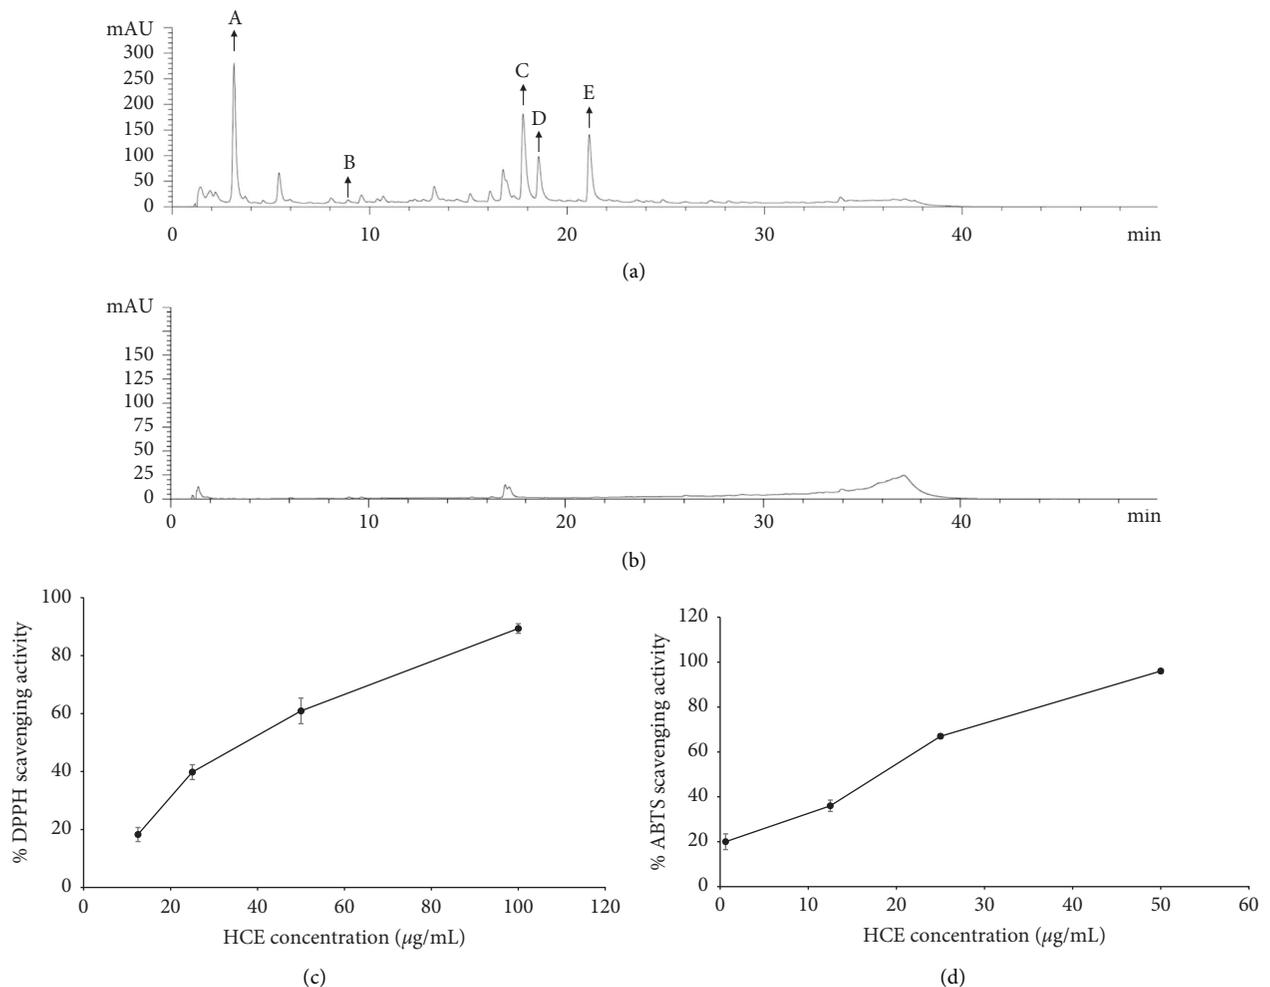 mAU
A
300
250
200
150
100
50
0
B
C
D
E
0 10 20 30 40 min
(a)
mAU
150
125
100
75
50
25
0
0 10 20 30 40 min
(b)
% DPPH scavenging activity
100
80
60
40
20
0
0 20 40 60 80 100 120
HCE concentration (μg/mL)
(c)
% ABTS scavenging activity
120
100
80
60
40
20
0
0 10 20 30 40 50 60
HCE concentration (μg/mL)
(d)